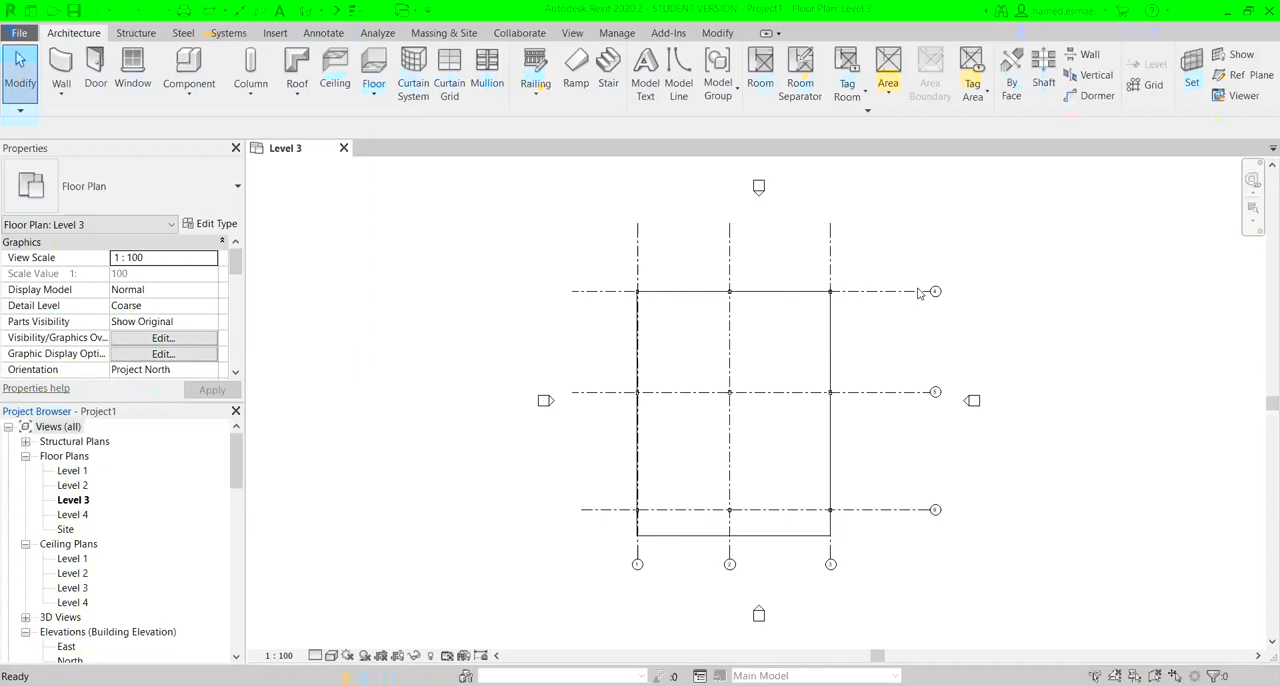 Autodesk Revit 2020.2 - STUDENT VERSION - Project1 - Floor Plan: Level 3
hamed.esmae...
File Architecture Structure Steel Systems Insert Annotate Analyze Massing & Site Collaborate View Manage Add-Ins Modify
Modify Wall Door Window Component Column Roof Ceiling Floor Curtain System Curtain Grid Mullion Railing Ramp Stair Model Text Model Line Model Group Room Room Separator Tag Room Area Area Boundary Tag Area By Face Shaft Wall Vertical Dormer Level Grid Set Show Ref Plane Viewer
Properties
Level 3
Floor Plan
Floor Plan: Level 3 Edit Type
Graphics
View Scale 1 : 100
Scale Value 1: 100
Display Model Normal
Detail Level Coarse
Parts Visibility Show Original
Visibility/Graphics Ov... Edit...
Graphic Display Opti... Edit...
Orientation Project North
Properties help Apply
Project Browser - Project1
Views (all)
Structural Plans
Floor Plans
Level 1
Level 2
Level 3
Level 4
Site
Ceiling Plans
Level 1
Level 2
Level 3
Level 4
3D Views
Elevations (Building Elevation)
East
North
4
5
6
1 2 3
1 : 100
Ready :0 Main Model :0